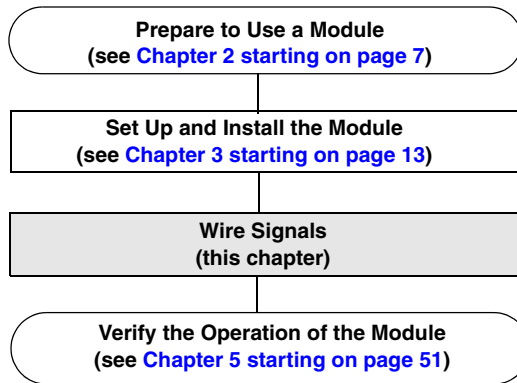 Prepare to Use a Module
(see Chapter 2 starting on page 7)
Set Up and Install the Module
(see Chapter 3 starting on page 13)
Wire Signals
(this chapter)
Verify the Operation of the Module
(see Chapter 5 starting on page 51)